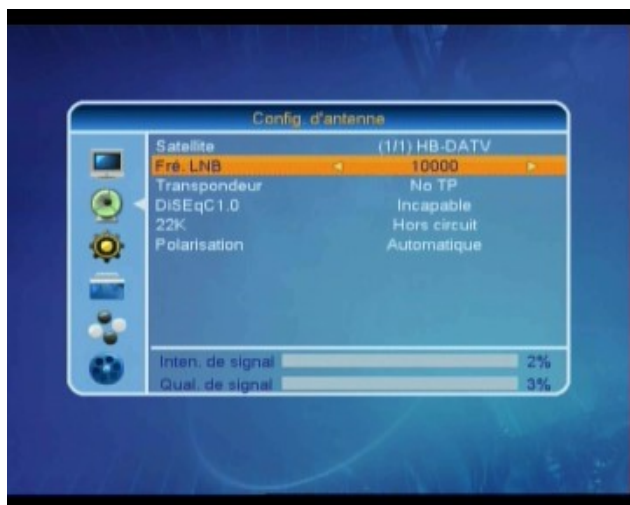 Config. d'antenne
Satellite (1/1) HB-DATV
Fré. LNB 10000
Transpondeur No TP
DiSEqC1.0 Incapable
22K Hors circuit
Polarisation Automatique
Inten. de signal 2%
Qual. de signal 3%